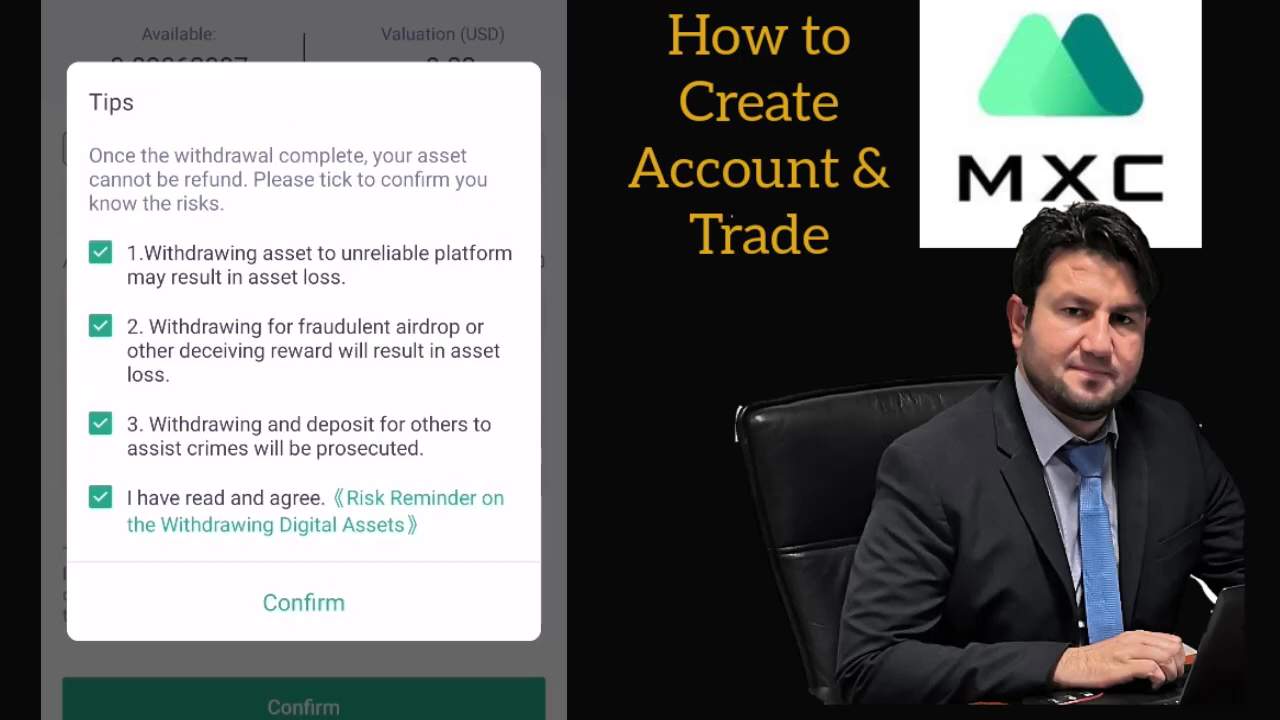 Available:
Valuation (USD)
Tips
Once the withdrawal complete, your asset
cannot be refund. Please tick to confirm you
know the risks.
1.Withdrawing asset to unreliable platform
may result in asset loss.
2. Withdrawing for fraudulent airdrop or
other deceiving reward will result in asset
loss.
3. Withdrawing and deposit for others to
assist crimes will be prosecuted.
I have read and agree. 《Risk Reminder on
the Withdrawing Digital Assets》
Confirm
Confirm
How to
Create
Account &
Trade
MXC